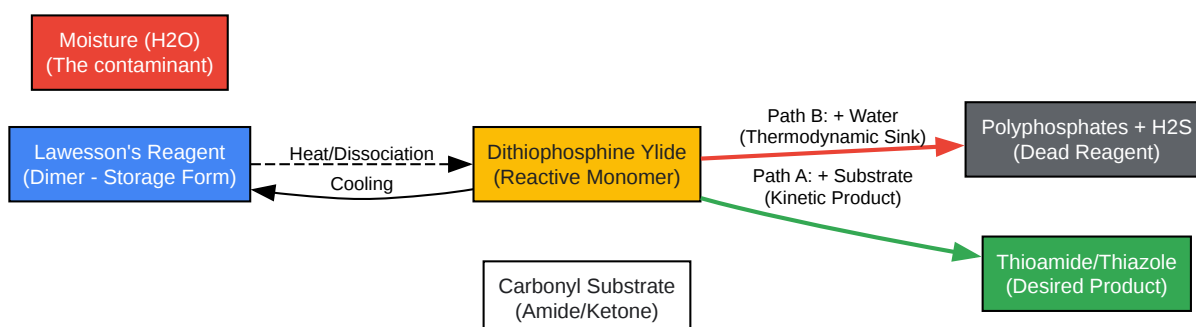 Moisture (H2O)
(The contaminant)
Lawesson's Reagent
(Dimer - Storage Form)
Heat/Dissociation
Cooling
Dithiophosphine Ylide
(Reactive Monomer)
Path B: + Water
(Thermodynamic Sink)
Path A: + Substrate
(Kinetic Product)
Polyphosphates + H2S
(Dead Reagent)
Thioamide/Thiazole
(Desired Product)
Carbonyl Substrate
(Amide/Ketone)